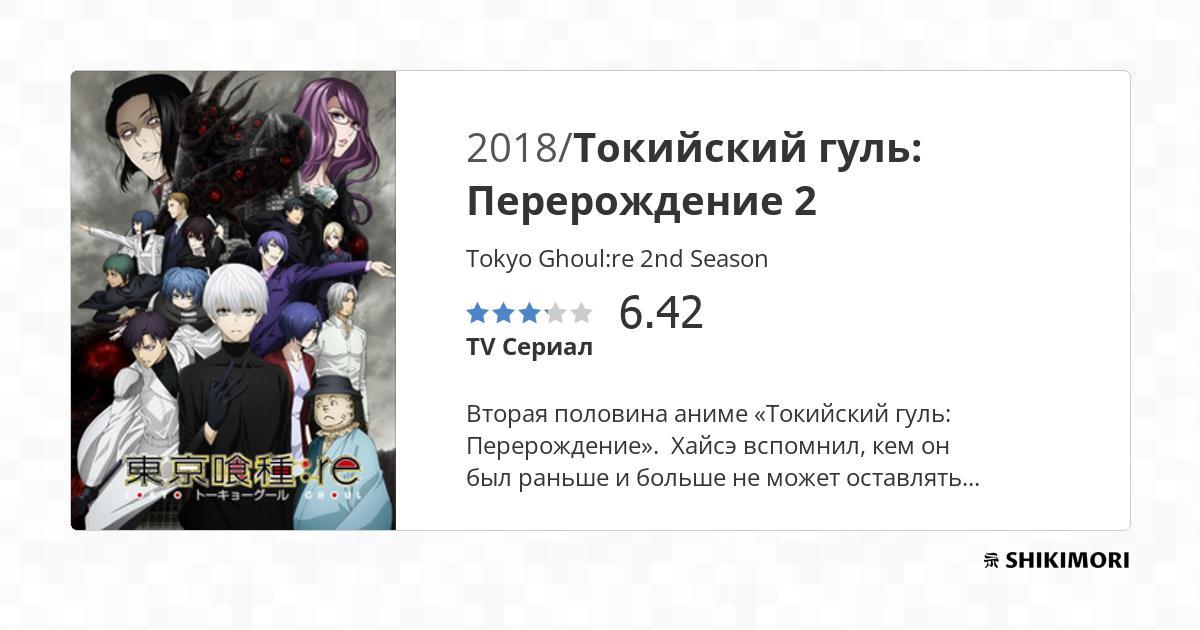 2018/Токийский гуль:
Перерождение 2
Tokyo Ghoul:re 2nd Season
6.42
TV Сериал
Вторая половина аниме «Токийский гуль:
Перерождение».  Хайсэ вспомнил, кем он
был раньше и больше не может оставлять...
東京喰種:re
TOKYO トーキョーグール GHOUL
SHIKIMORI